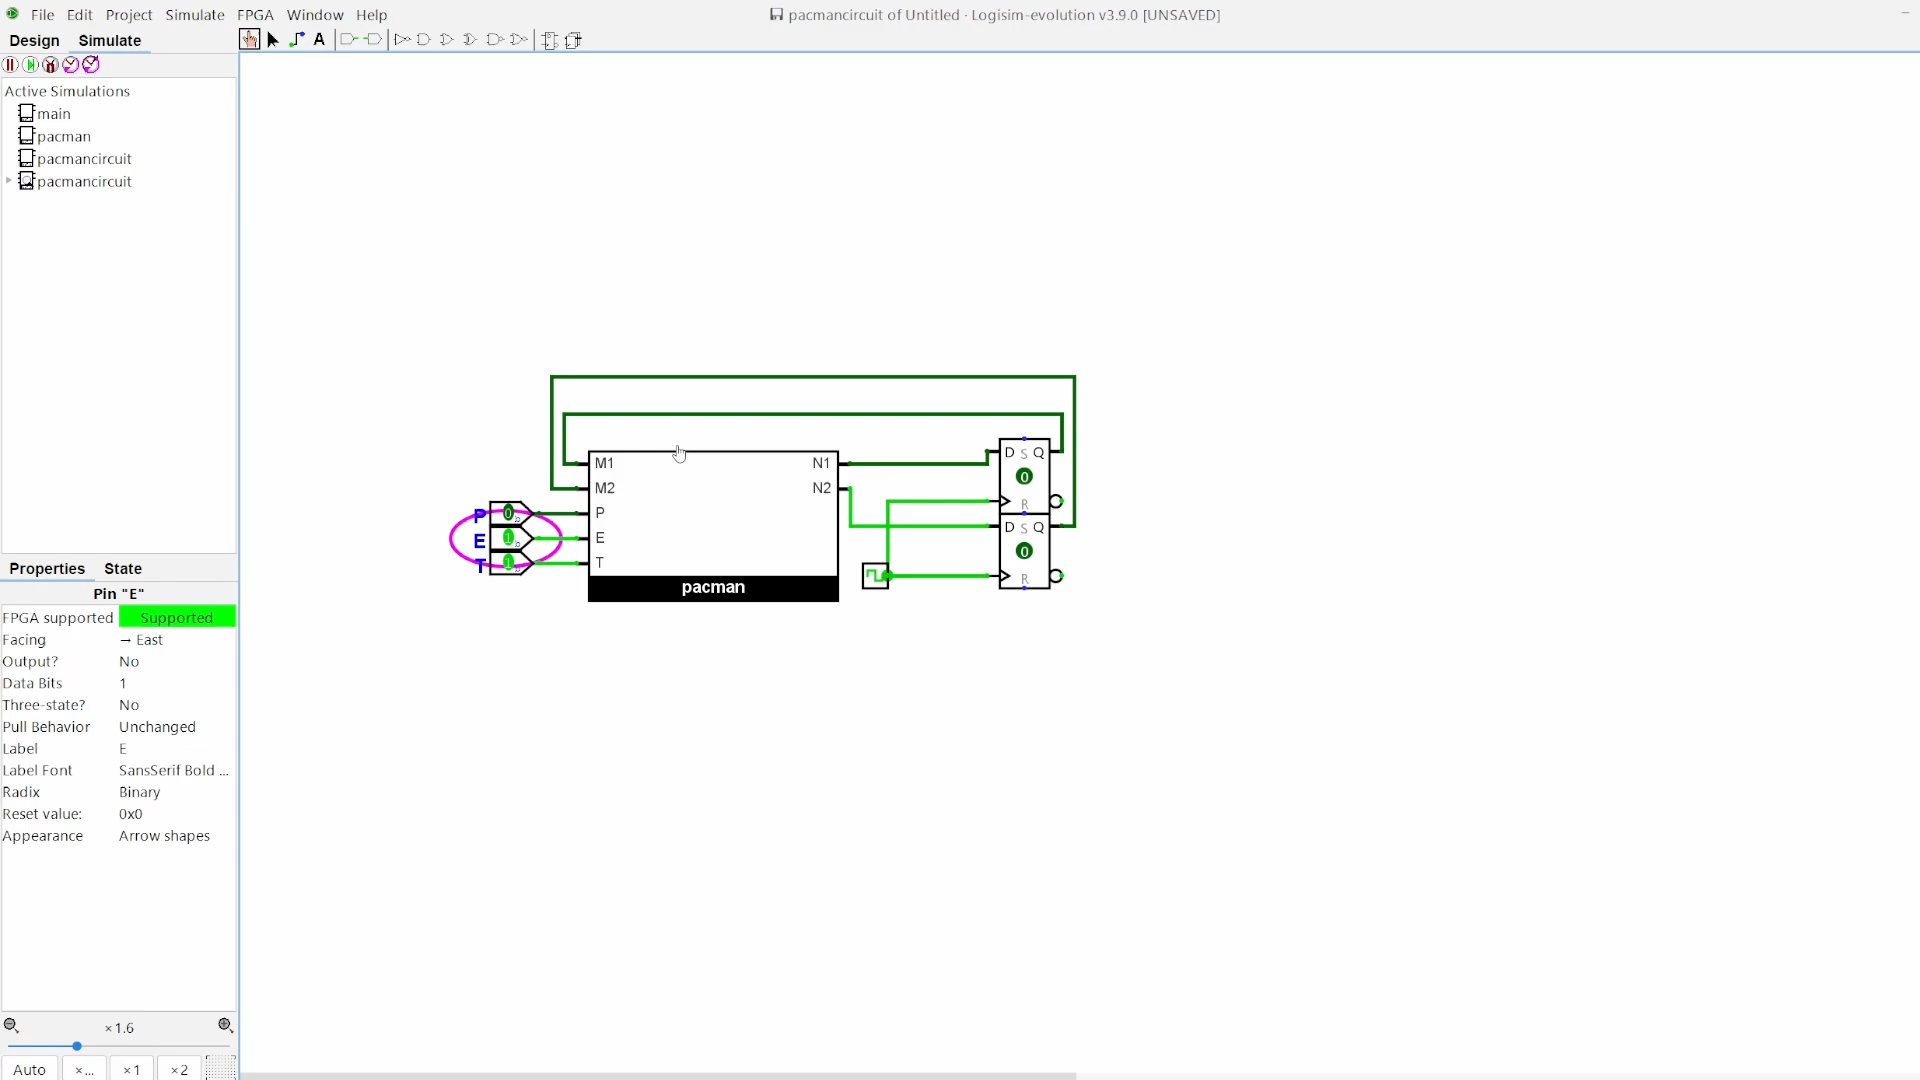 File Edit Project Simulate FPGA Window Help
pacmancircuit of Untitled · Logisim-evolution v3.9.0 [UNSAVED]
Design Simulate
A
Active Simulations
main
pacman
pacmancircuit
pacmancircuit
M1 N1
M2 N2
P 0 P
E 1 E
T 1 T
pacman
D S Q
0
R
D S Q
0
R
Properties State
Pin "E"
FPGA supported Supported
Facing → East
Output? No
Data Bits 1
Three-state? No
Pull Behavior Unchanged
Label E
Label Font SansSerif Bold ...
Radix Binary
Reset value: 0x0
Appearance Arrow shapes
×1.6
Auto ×... ×1 ×2